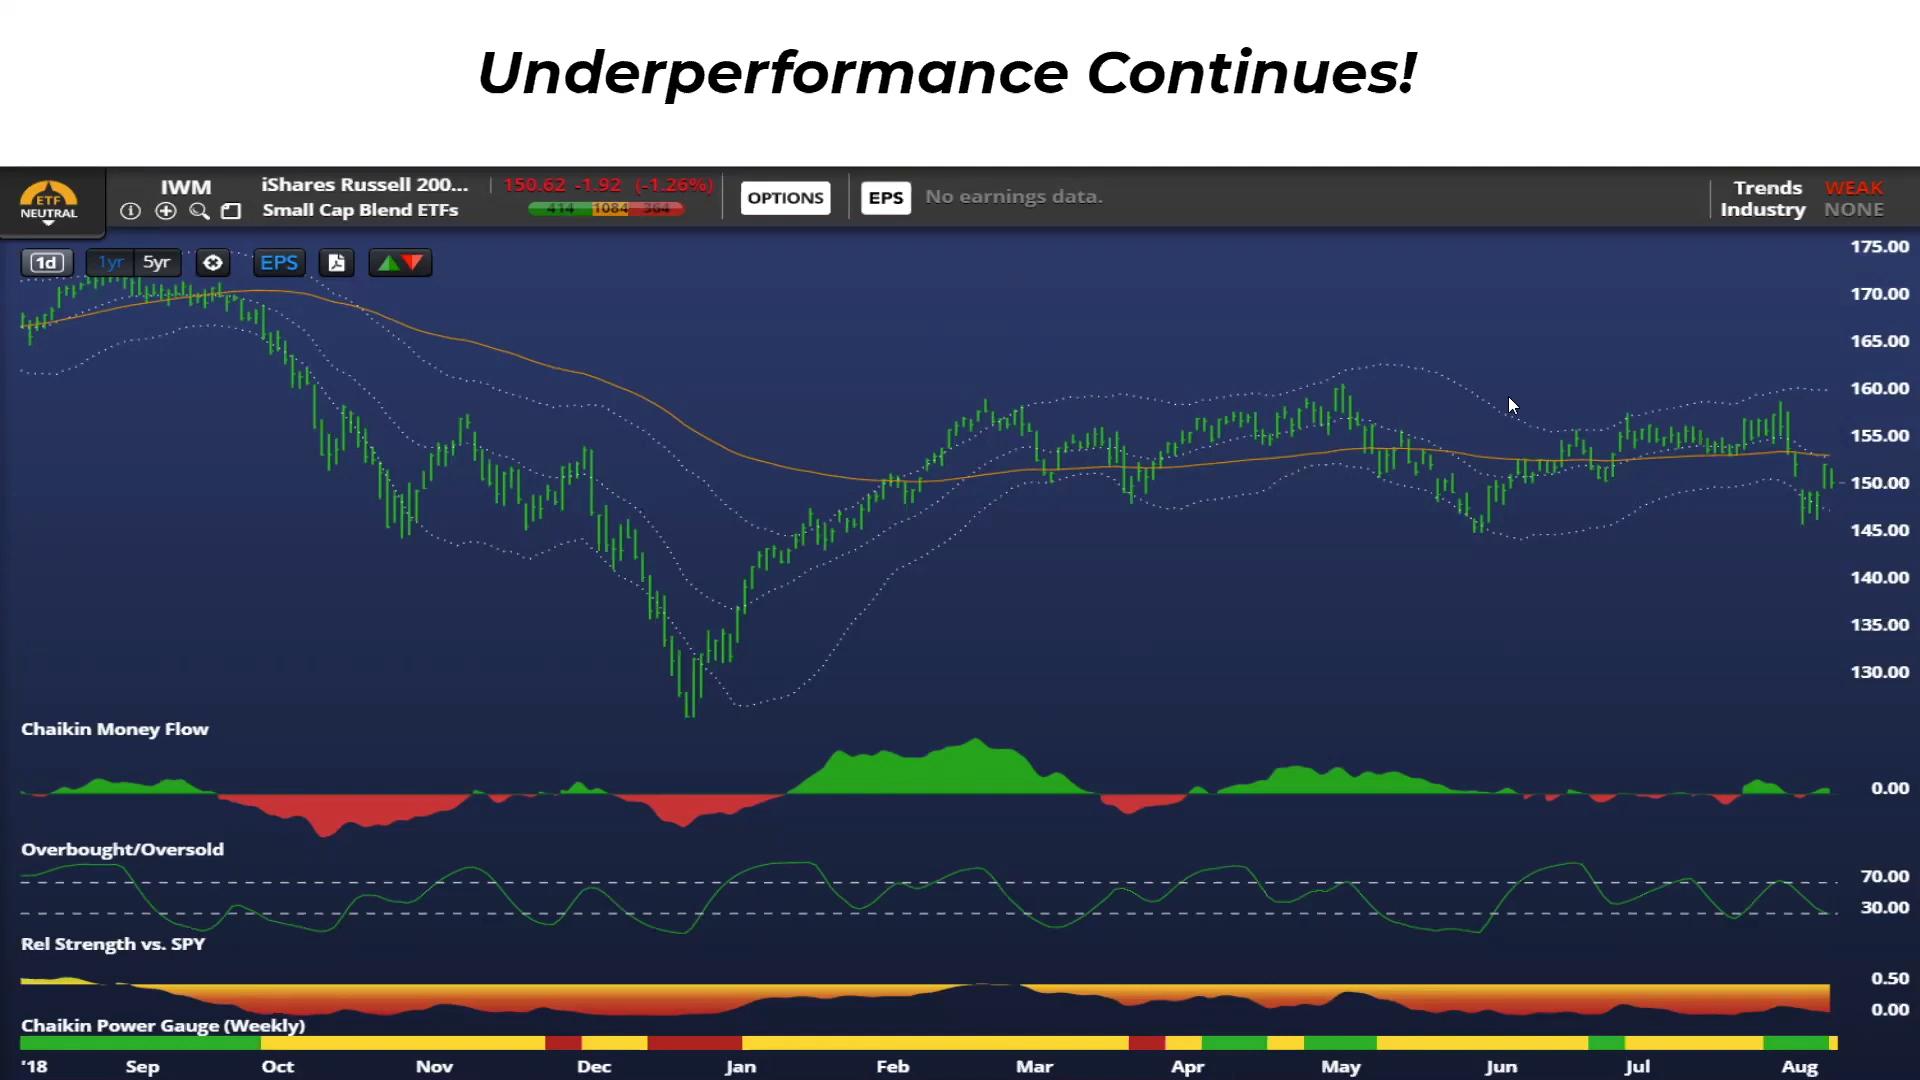 Underperformance Continues!
ETF
NEUTRAL
IWM
iShares Russell 200...
Small Cap Blend ETFs
150.62 -1.92 (-1.26%)
414 1084 364
OPTIONS
EPS
No earnings data.
Trends WEAK
Industry NONE
1d
1yr 5yr
EPS
175.00
170.00
165.00
160.00
155.00
150.00
145.00
140.00
135.00
130.00
Chaikin Money Flow
0.00
Overbought/Oversold
70.00
30.00
Rel Strength vs. SPY
0.50
0.00
Chaikin Power Gauge (Weekly)
'18 Sep Oct Nov Dec Jan Feb Mar Apr May Jun Jul Aug